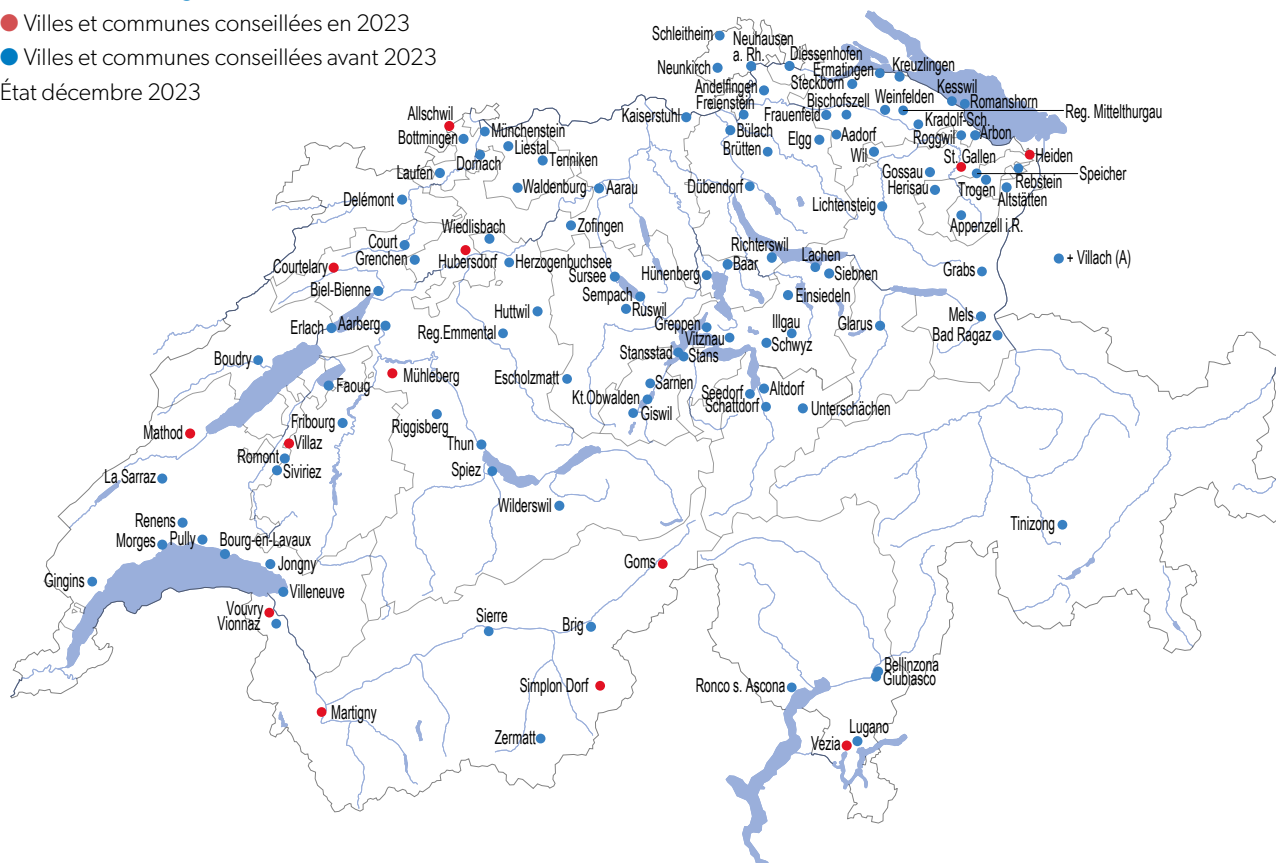 Villes et communes conseillées en 2023
Villes et communes conseillées avant 2023
État décembre 2023
Schleitheim
Neuhausen
a. Rh.
Diessenhofen
Neunkirch
Ermatingen
Kreuzlingen
Steckborn
Andelfingen
Kesswil
Freienstein
Bischofszell
Weinfelden
Romanshorn
Allschwil
Kaiserstuhl
Frauenfeld
Reg. Mittelthurgau
Kradolf-Sch.
Bottmingen
Münchenstein
Bülach
Elgg
Aadorf
Roggwil
Arbon
Liestal
Brütten
Wil
St. Gallen
Heiden
Dornach
Tenniken
Laufen
Gossau
Speicher
Waldenburg
Aarau
Dübendorf
Herisau
Trogen
Rebstein
Delémont
Lichtensteig
Altstätten
Wiedlisbach
Zofingen
Appenzell i.R.
Court
Grenchen
Hubersdorf
Herzogenbuchsee
Richterswil
Lachen
+ Villach (A)
Courtelary
Sursee
Hünenberg
Baar
Siebnen
Grabs
Biel-Bienne
Sempach
Einsiedeln
Huttwil
Ruswil
Erlach
Aarberg
Reg.Emmental
Greppen
Illgau
Glarus
Mels
Vitznau
Schwyz
Bad Ragaz
Boudry
Stansstad
Stans
Mühleberg
Escholzmatt
Sarnen
Faoug
Kt.Obwalden
Seedorf
Altdorf
Giswil
Schattdorf
Unterschächen
Fribourg
Riggisberg
Mathod
Villaz
Thun
Romont
Siviriez
Spiez
La Sarraz
Wilderswil
Renens
Tinizong
Morges
Pully
Bourg-en-Lavaux
Jongny
Goms
Gingins
Villeneuve
Vouvry
Vionnaz
Sierre
Brig
Bellinzona
Giubiasco
Simplon Dorf
Ronco s. Ascona
Martigny
Zermatt
Lugano
Vezia